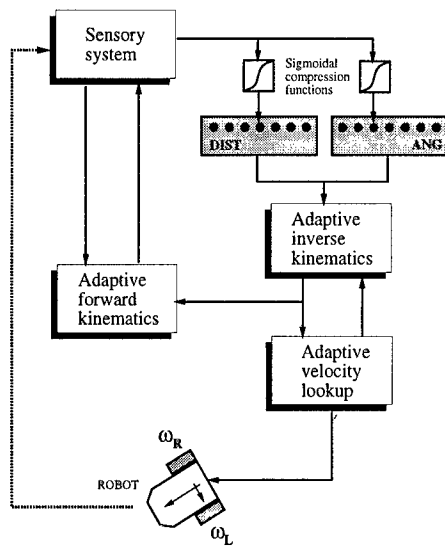 Sensory
system
Sigmoidal
compression
functions
DIST
ANG
Adaptive
inverse
kinematics
Adaptive
forward
kinematics
Adaptive
velocity
lookup
ωR
ROBOT
ωL